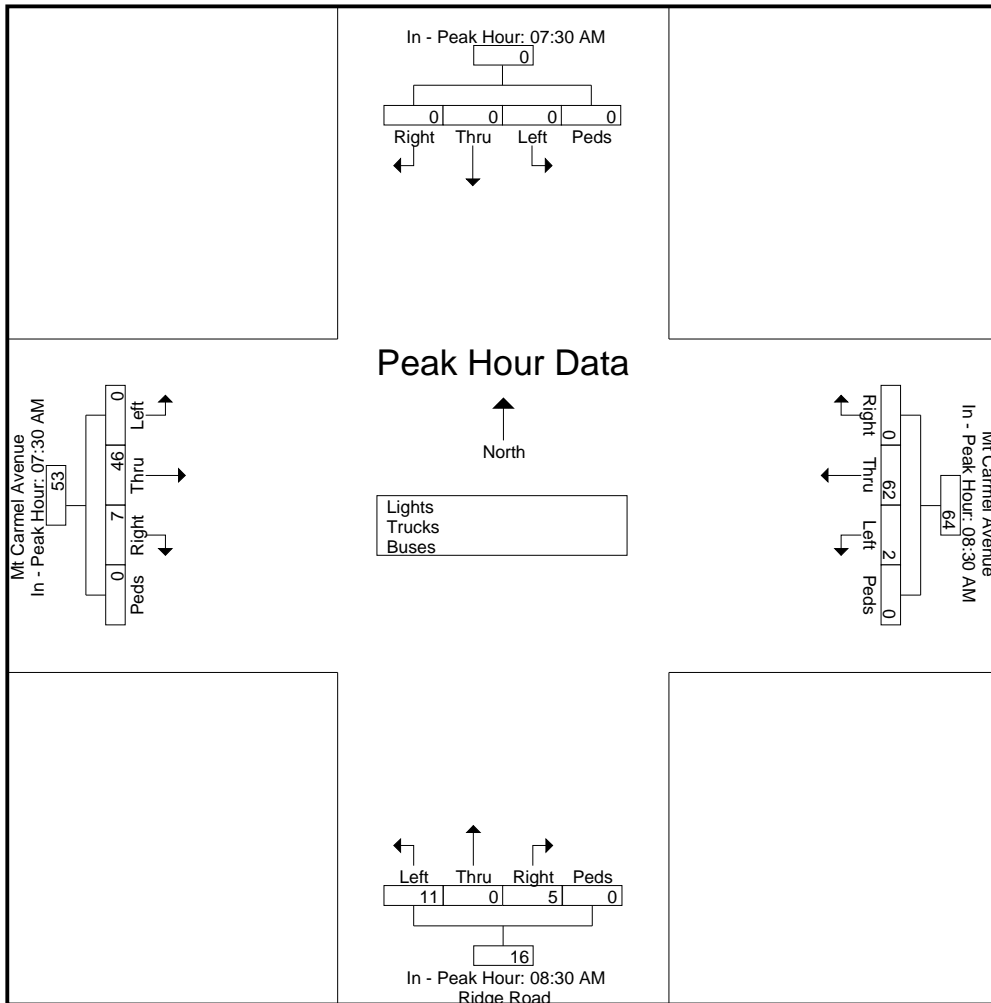 In - Peak Hour: 07:30 AM
0
0 0 0 0
Right Thru Left Peds
Peak Hour Data
North
Lights
Trucks
Buses
Mt Carmel Avenue
In - Peak Hour: 07:30 AM
53
0 46 7 0
Left Thru Right Peds
Mt Carmel Avenue
In - Peak Hour: 08:30 AM
64
0 62 2 0
Right Thru Left Peds
Left Thru Right Peds
11 0 5 0
16
In - Peak Hour: 08:30 AM
Ridge Road